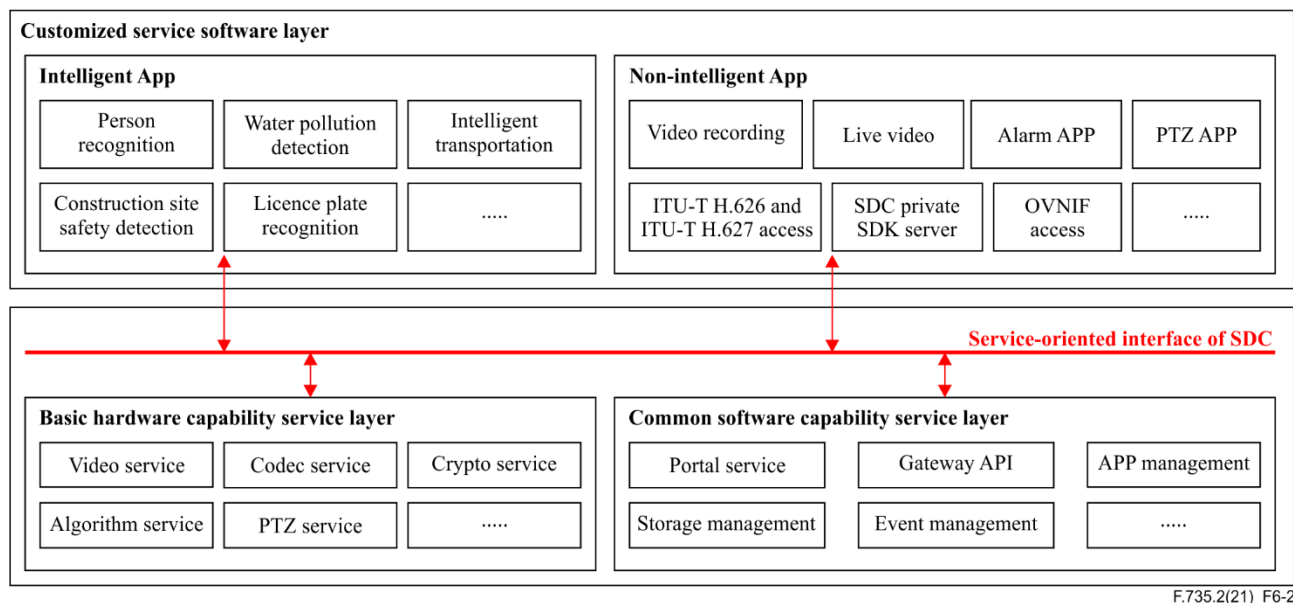 Customized service software layer
Intelligent App
Person
recognition
Water pollution
detection
Intelligent
transportation
Construction site
safety detection
Licence plate
recognition
.....
Non-intelligent App
Video recording
Live video
Alarm APP
PTZ APP
ITU-T H.626 and
ITU-T H.627 access
SDC private
SDK server
OVNIF
access
.....
Service-oriented interface of SDC
Basic hardware capability service layer
Video service
Codec service
Crypto service
Algorithm service
PTZ service
.....
Common software capability service layer
Portal service
Gateway API
APP management
Storage management
Event management
.....
F.735.2(21)_F6-2